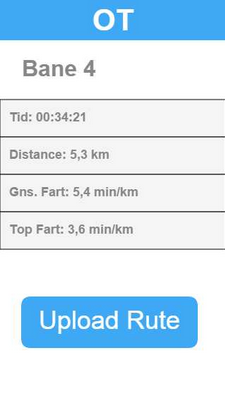 OT
Bane 4
Tid: 00:34:21
Distance: 5,3 km
Gns. Fart: 5,4 min/km
Top Fart: 3,6 min/km
Upload Rute